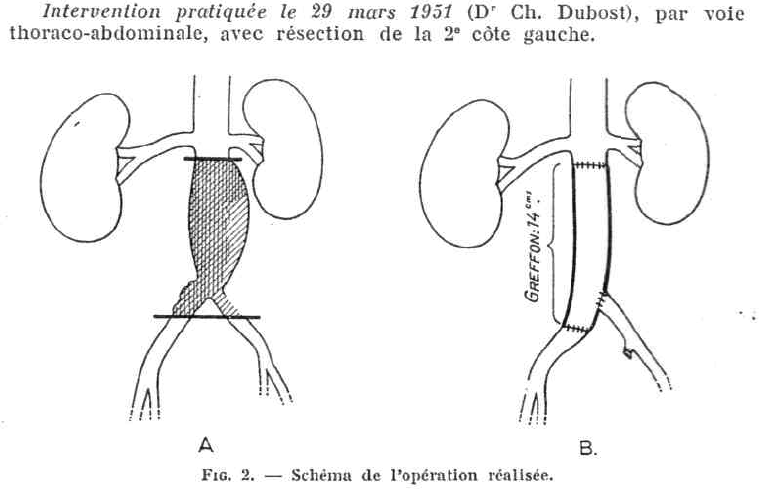 Intervention pratiquée le 29 mars 1951 (Dr Ch. Dubost), par voie
thoraco-abdominale, avec résection de la 2e côte gauche.
GREFFON: 14 cms.
A
B.
FIG. 2. — Schéma de l'opération réalisée.